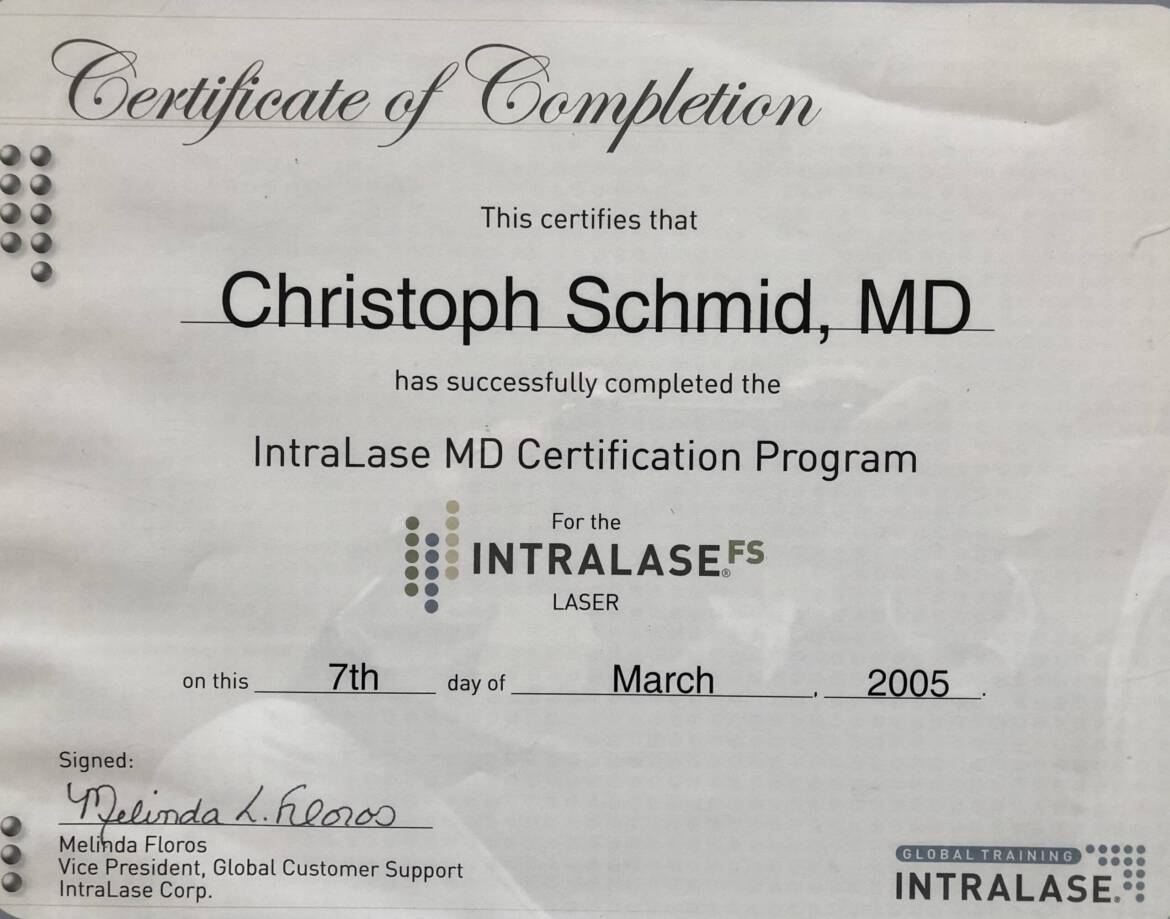 Certificate of Completion
This certifies that
Christoph Schmid, MD
has successfully completed the
IntraLase MD Certification Program
For the
INTRALASE®FS
LASER
on this 7th day of March, 2005.
Signed:
Melinda L. Floros
Melinda Floros
Vice President, Global Customer Support
IntraLase Corp.
GLOBAL TRAINING
INTRALASE®